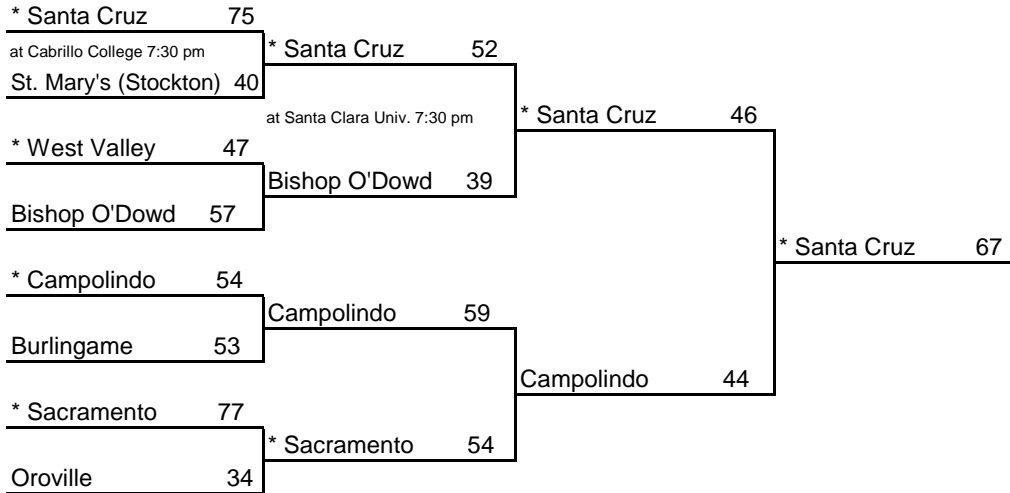 * Santa Cruz 75
at Cabrillo College 7:30 pm
St. Mary's (Stockton) 40
* West Valley 47
Bishop O'Dowd 57
* Campolindo 54
Burlingame 53
* Sacramento 77
Oroville 34
* Santa Cruz 52
at Santa Clara Univ. 7:30 pm
Bishop O'Dowd 39
Campolindo 59
* Sacramento 54
* Santa Cruz 46
Campolindo 44
* Santa Cruz 67